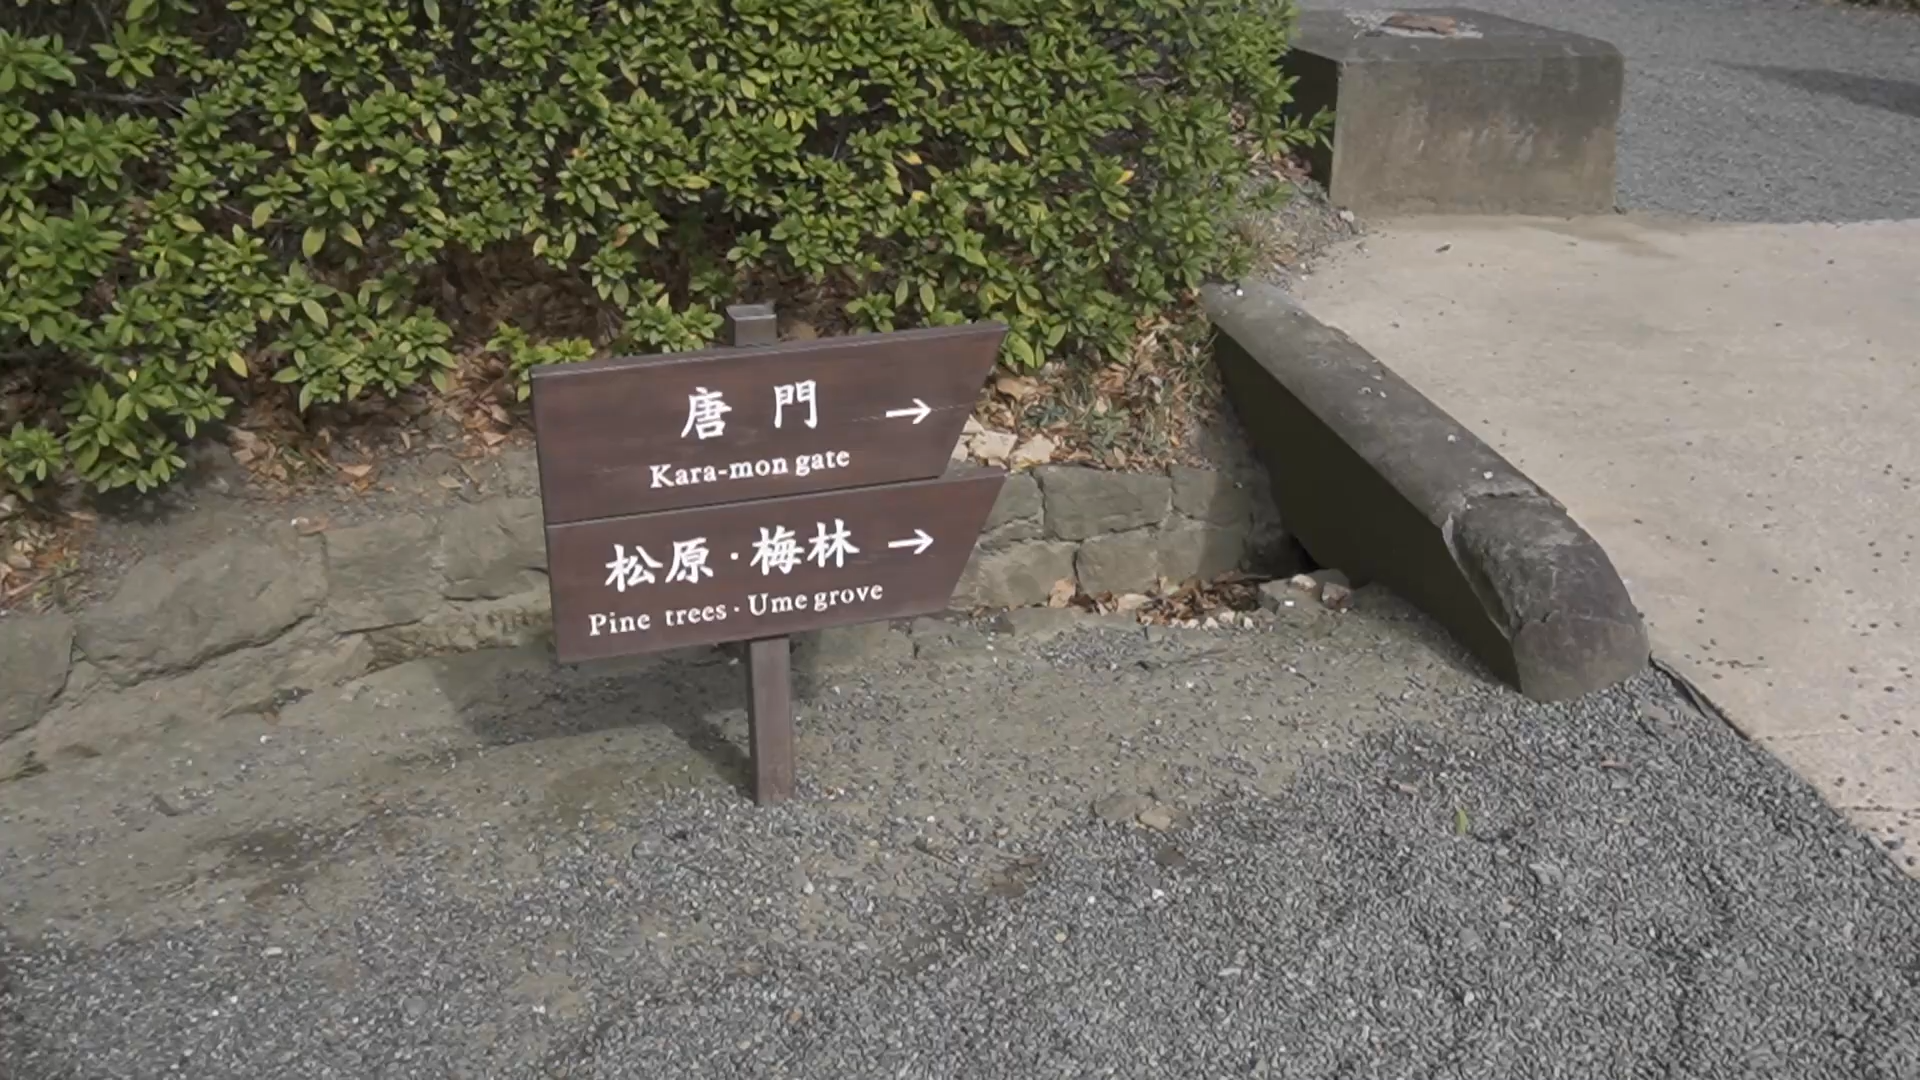 唐門 →
Kara-mon gate
松原・梅林 →
Pine trees・Ume grove